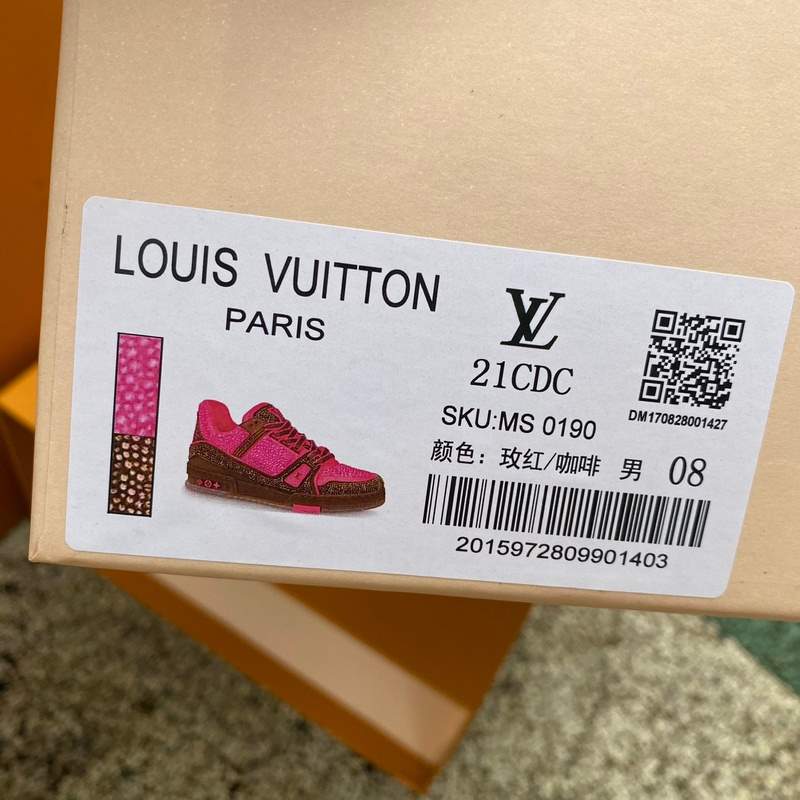 LOUIS VUITTON
PARIS
LV
21CDC
SKU:MS 0190
颜色：玫红/咖啡 男 08
2015972809901403
DM170828001427